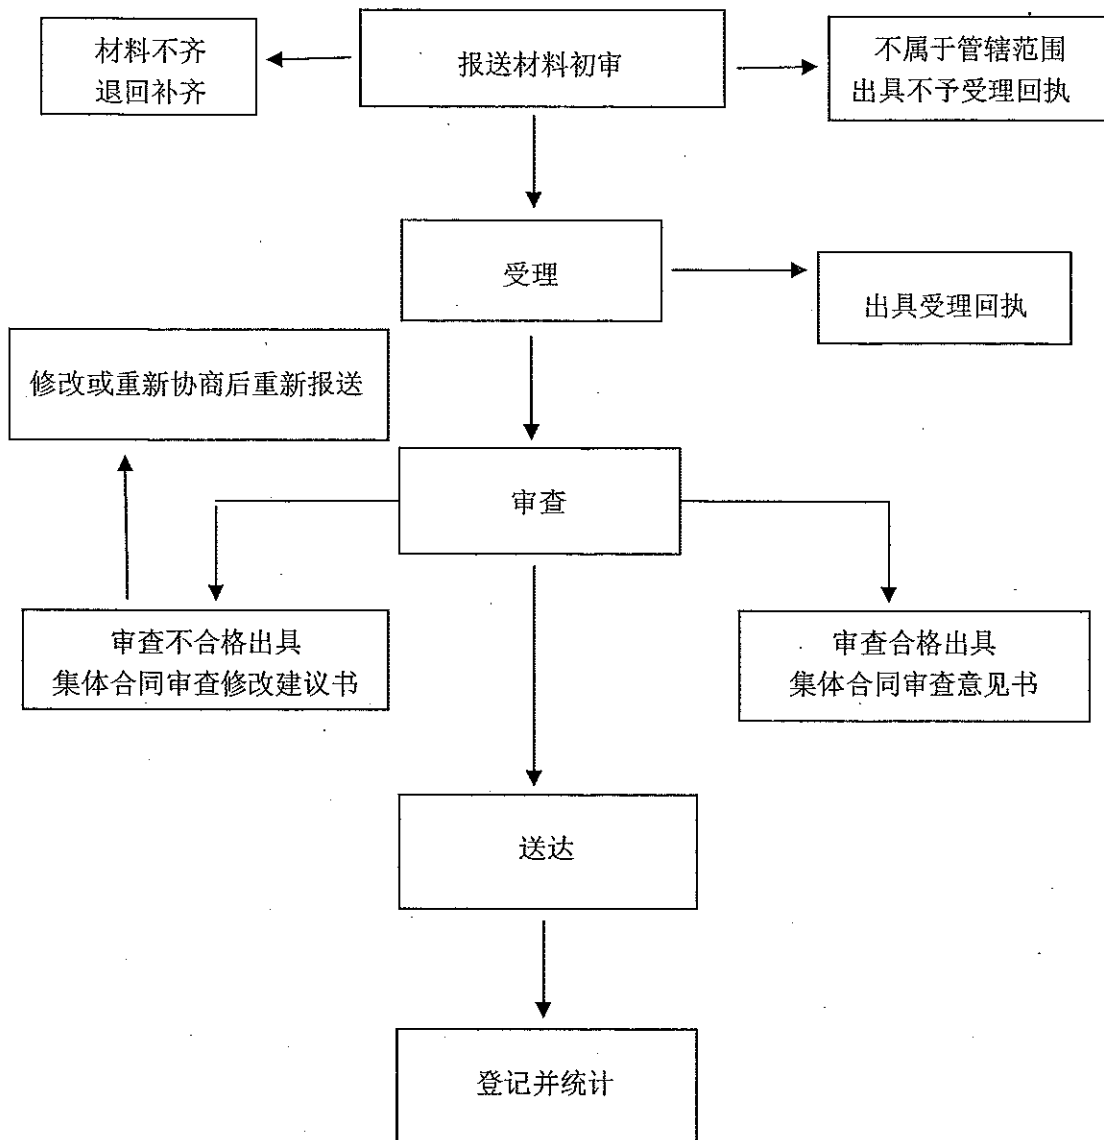 材料不齐
退回补齐
报送材料初审
不属于管辖范围
出具不予受理回执
受理
出具受理回执
修改或重新协商后重新报送
审查
审查不合格出具
集体合同审查修改建议书
审查合格出具
集体合同审查意见书
送达
登记并统计